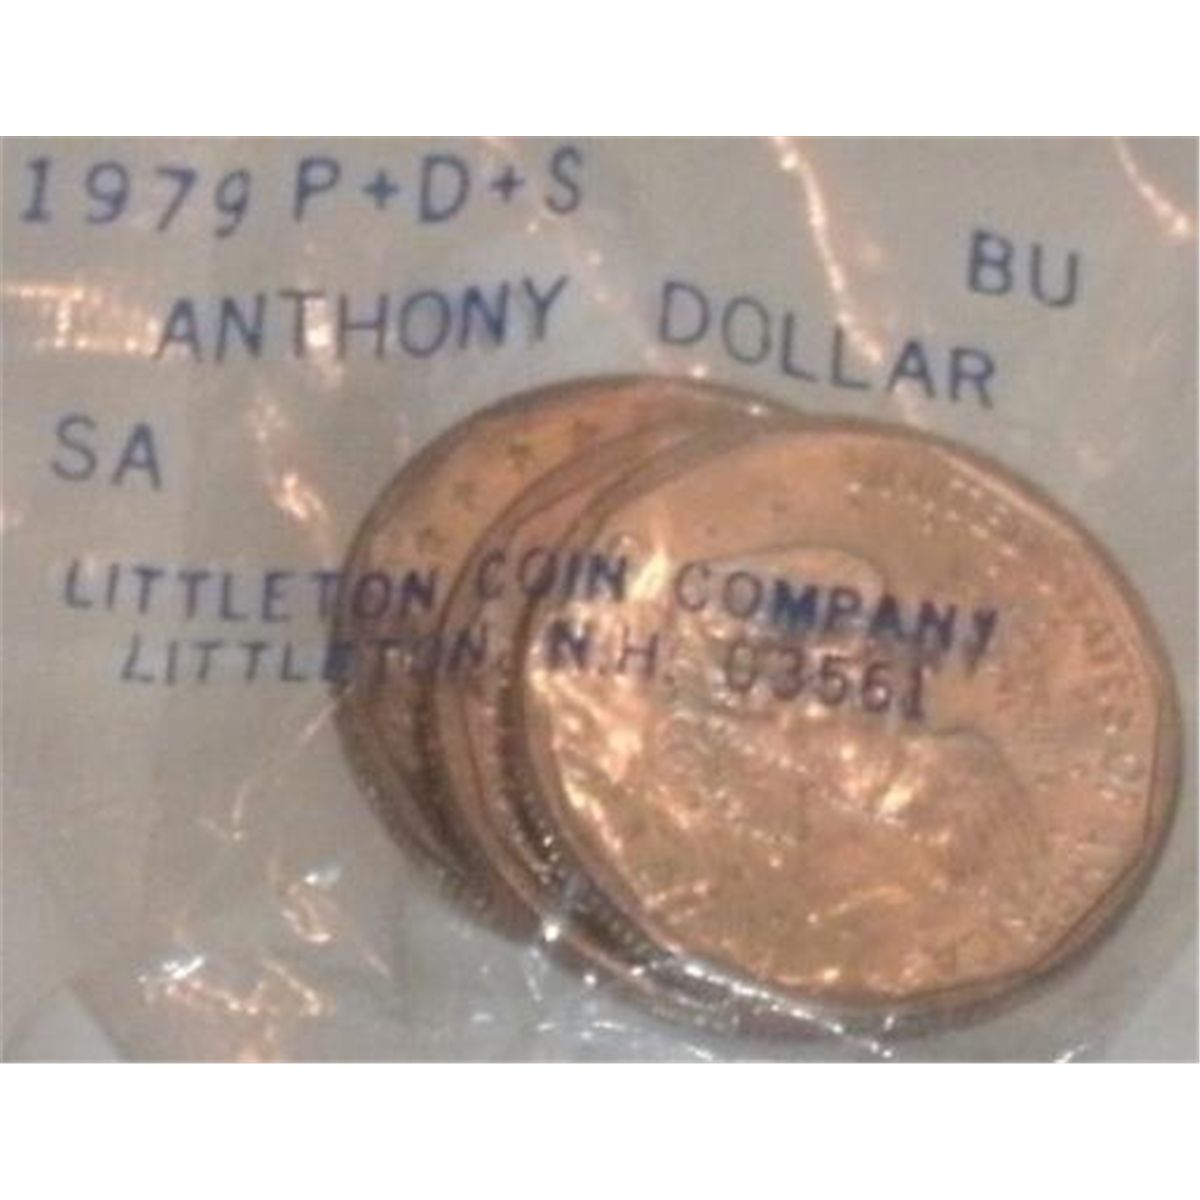 1979 P+D+S
BU
ANTHONY DOLLAR
SA
LITTLETON COIN COMPANY
LITTLETON, N.H. 03561